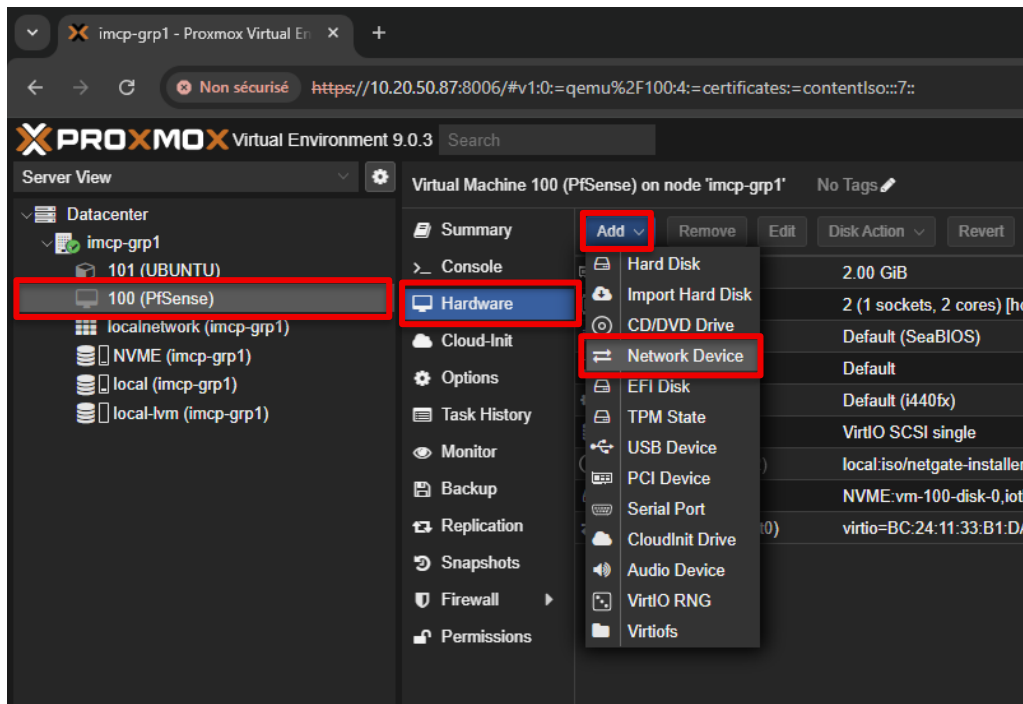 imcp-grp1 - Proxmox Virtual En
Non sécurisé https://10.20.50.87:8006/#v1:0:=qemu%2F100:4:=certificates:=contentIso:::7::
PROXMOX Virtual Environment 9.0.3 Search
Server View
Datacenter
imcp-grp1
101 (UBUNTU)
100 (PfSense)
localnetwork (imcp-grp1)
NVME (imcp-grp1)
local (imcp-grp1)
local-lvm (imcp-grp1)
Virtual Machine 100 (PfSense) on node 'imcp-grp1' No Tags
Summary
Console
Hardware
Cloud-Init
Options
Task History
Monitor
Backup
Replication
Snapshots
Firewall
Permissions
Add Remove Edit Disk Action Revert
Hard Disk
Import Hard Disk
CD/DVD Drive
Network Device
EFI Disk
TPM State
USB Device
PCI Device
Serial Port
CloudInit Drive
Audio Device
VirtIO RNG
Virtiofs
2.00 GiB
2 (1 sockets, 2 cores)
Default (SeaBIOS)
Default
Default (i440fx)
VirtIO SCSI single
local:iso/netgate-installer
NVME:vm-100-disk-0,iot
virtio=BC:24:11:33:B1:D